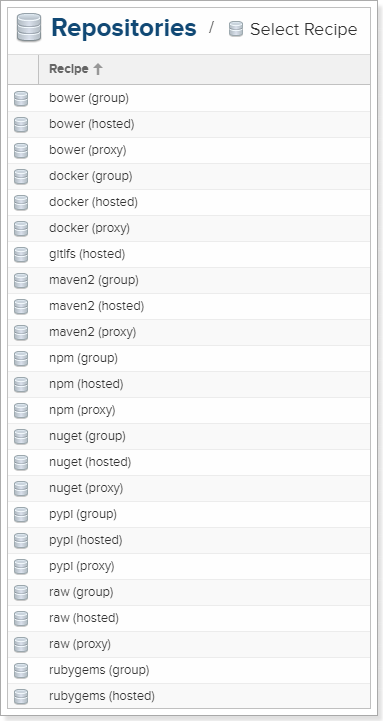 Repositories / Select Recipe
Recipe
bower (group)
bower (hosted)
bower (proxy)
docker (group)
docker (hosted)
docker (proxy)
gitlfs (hosted)
maven2 (group)
maven2 (hosted)
maven2 (proxy)
npm (group)
npm (hosted)
npm (proxy)
nuget (group)
nuget (hosted)
nuget (proxy)
pypi (group)
pypi (hosted)
pypi (proxy)
raw (group)
raw (hosted)
raw (proxy)
rubygems (group)
rubygems (hosted)